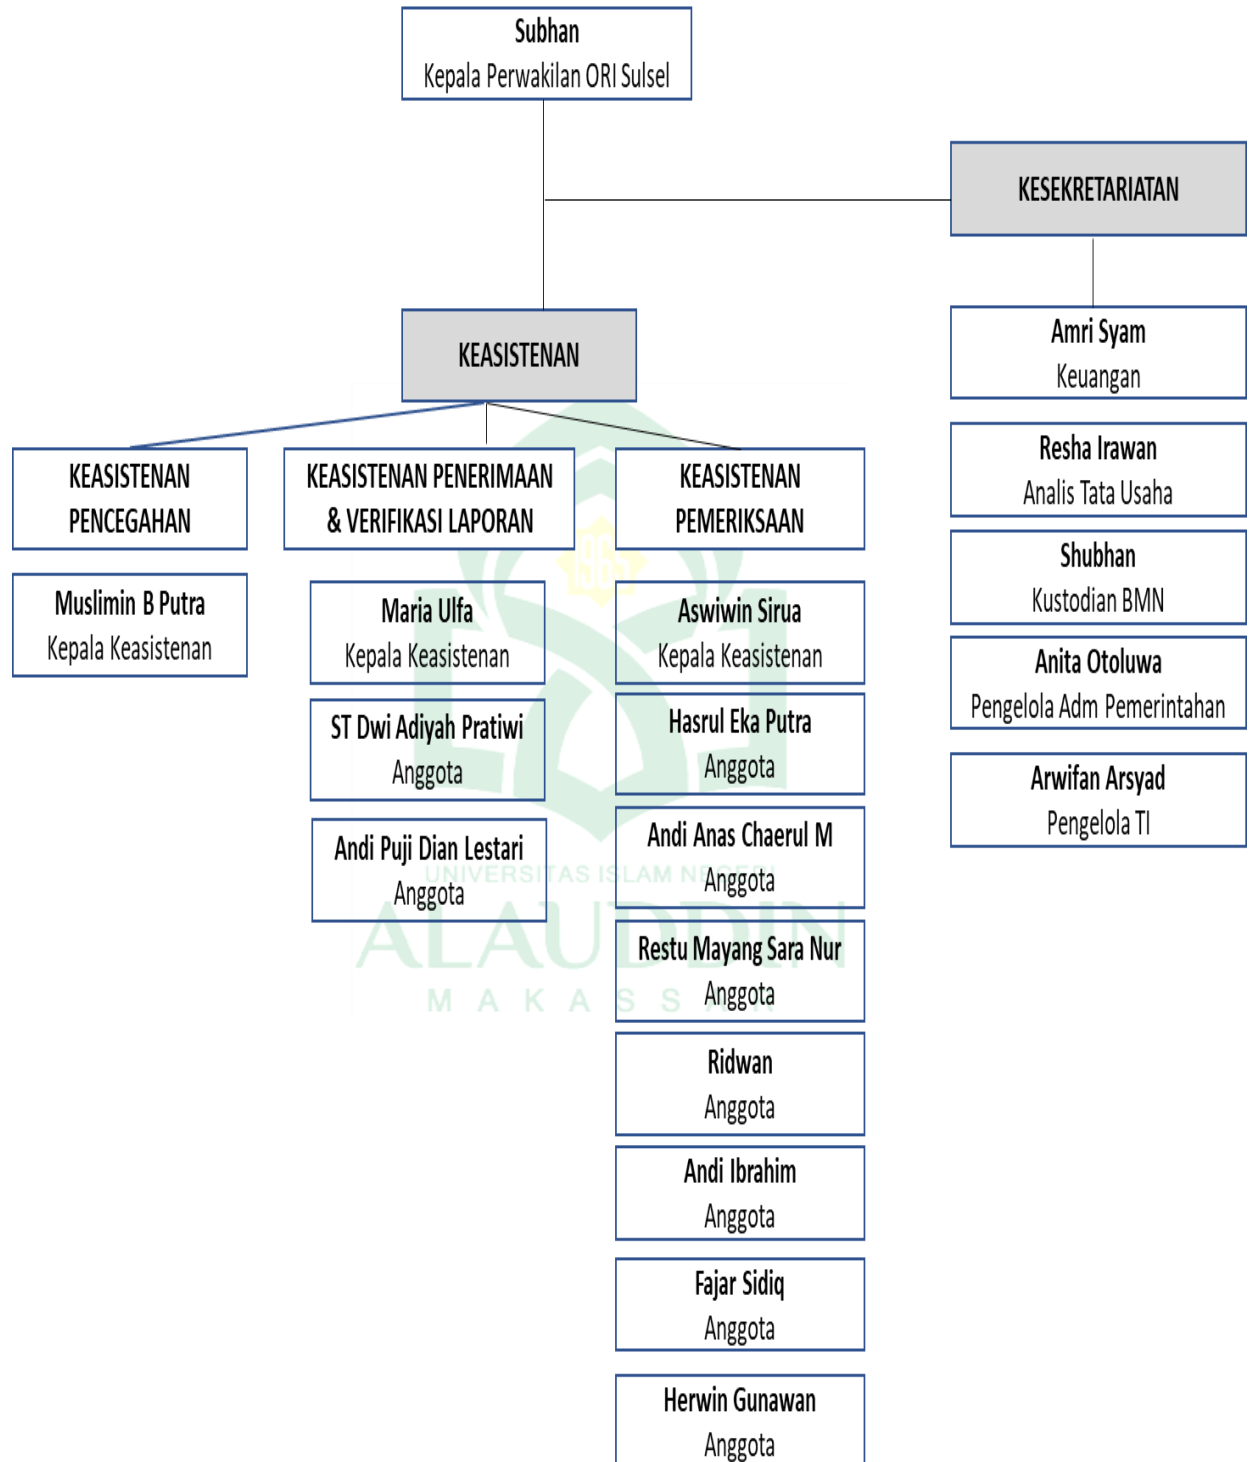 Subhan
Kepala Perwakilan ORI Sulsel
KESEKRETARIATAN
KEASISTENAN
Amri Syam
Keuangan
Resha Irawan
Analis Tata Usaha
Shubhan
Kustodian BMN
Anita Otoluwa
Pengelola Adm Pemerintahan
Arwifan Arsyad
Pengelola TI
KEASISTENAN
PENCEGAHAN
Muslimin B Putra
Kepala Keasistenan
KEASISTENAN PENERIMAAN
& VERIFIKASI LAPORAN
Maria Ulfa
Kepala Keasistenan
ST Dwi Adiyah Pratiwi
Anggota
Andi Puji Dian Lestari
Anggota
KEASISTENAN
PEMERIKSAAN
Aswiwin Sirua
Kepala Keasistenan
Hasrul Eka Putra
Anggota
Andi Anas Chaerul M
Anggota
Restu Mayang Sara Nur
Anggota
Ridwan
Anggota
Andi Ibrahim
Anggota
Fajar Sidiq
Anggota
Herwin Gunawan
Anggota
1965
UNIVERSITAS ISLAM NEGERI
ALAUDDIN
MAKASSAR